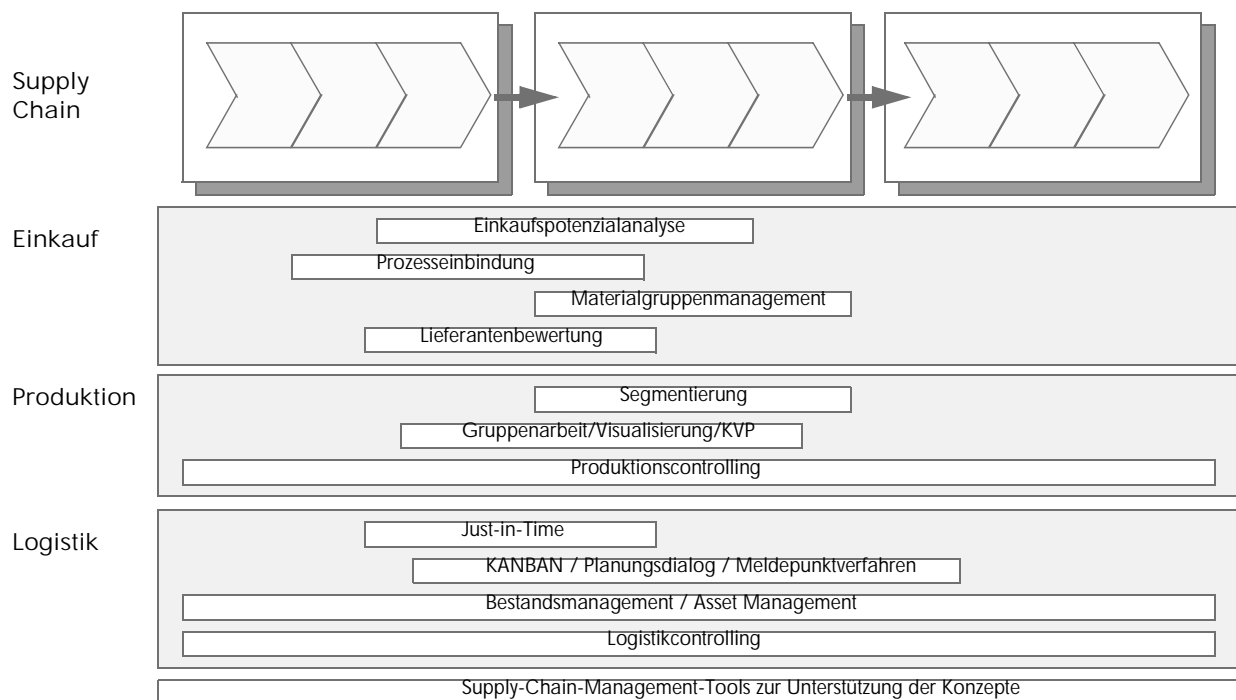 Supply
Chain
Einkauf
Einkaufspotenzialanalyse
Prozesseinbindung
Materialgruppenmanagement
Lieferantenbewertung
Produktion
Segmentierung
Gruppenarbeit/Visualisierung/KVP
Produktionscontrolling
Logistik
Just-in-Time
KANBAN / Planungsdialog / Meldepunktverfahren
Bestandsmanagement / Asset Management
Logistikcontrolling
Supply-Chain-Management-Tools zur Unterstützung der Konzepte